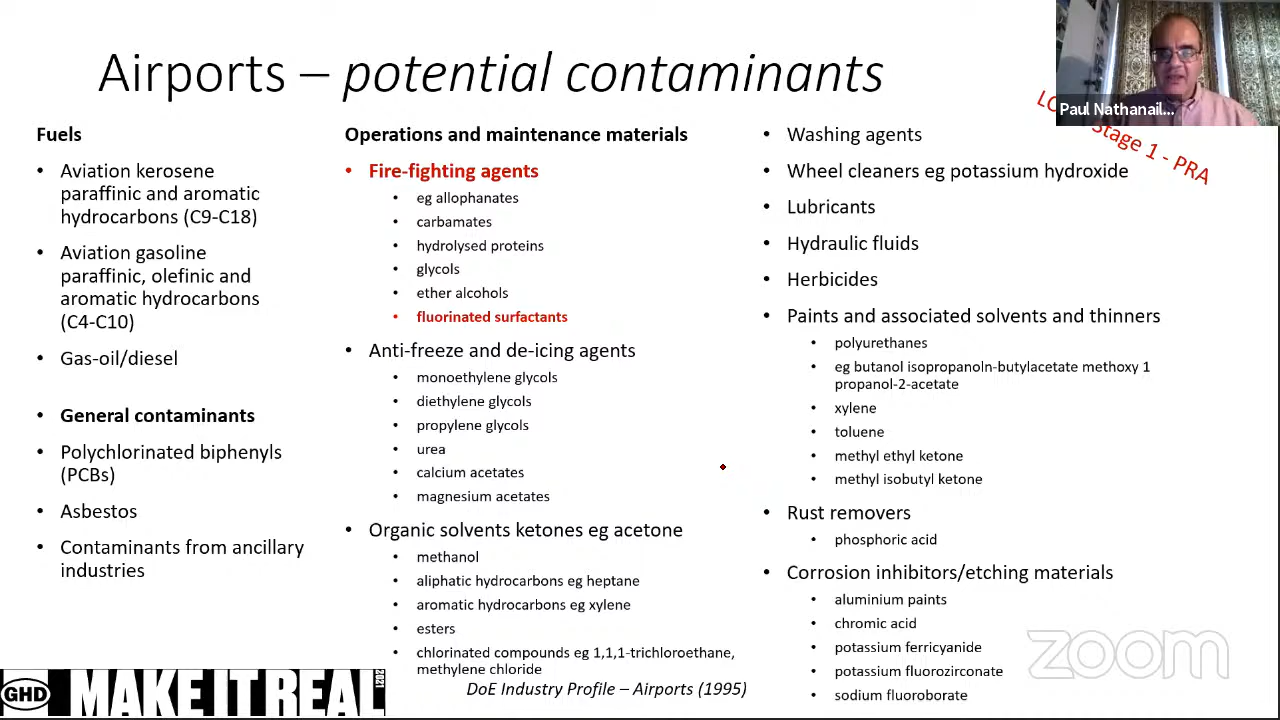 Airports – potential contaminants
Paul Nathanail...
Stage 1 - PRA
Fuels
• Aviation kerosene
paraffinic and aromatic
hydrocarbons (C9-C18)
• Aviation gasoline
paraffinic, olefinic and
aromatic hydrocarbons
(C4-C10)
• Gas-oil/diesel
• General contaminants
• Polychlorinated biphenyls
(PCBs)
• Asbestos
• Contaminants from ancillary
industries
Operations and maintenance materials
• Fire-fighting agents
• eg allophanates
• carbamates
• hydrolysed proteins
• glycols
• ether alcohols
• fluorinated surfactants
• Anti-freeze and de-icing agents
• monoethylene glycols
• diethylene glycols
• propylene glycols
• urea
• calcium acetates
• magnesium acetates
• Organic solvents ketones eg acetone
• methanol
• aliphatic hydrocarbons eg heptane
• aromatic hydrocarbons eg xylene
• esters
• chlorinated compounds eg 1,1,1-trichloroethane,
methylene chloride
DoE Industry Profile – Airports (1995)
• Washing agents
• Wheel cleaners eg potassium hydroxide
• Lubricants
• Hydraulic fluids
• Herbicides
• Paints and associated solvents and thinners
• polyurethanes
• eg butanol isopropanoln-butylacetate methoxy 1
propanol-2-acetate
• xylene
• toluene
• methyl ethyl ketone
• methyl isobutyl ketone
• Rust removers
• phosphoric acid
• Corrosion inhibitors/etching materials
• aluminium paints
• chromic acid
• potassium ferricyanide
• potassium fluorozirconate
• sodium fluoroborate
GHD
MAKE IT REAL
2021
zoom